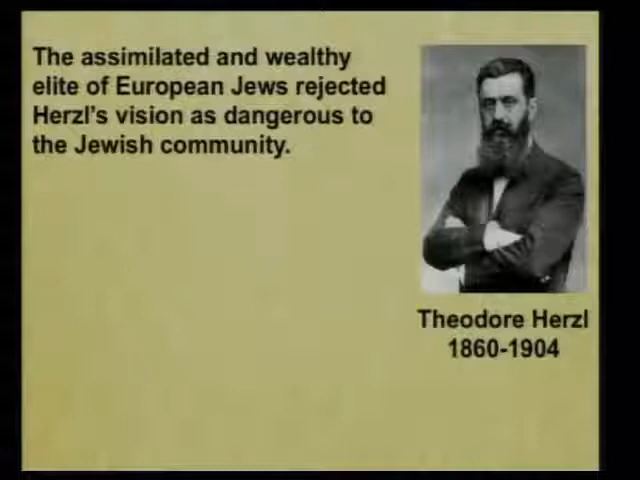 The assimilated and wealthy
elite of European Jews rejected
Herzl's vision as dangerous to
the Jewish community.
Theodore Herzl
1860-1904